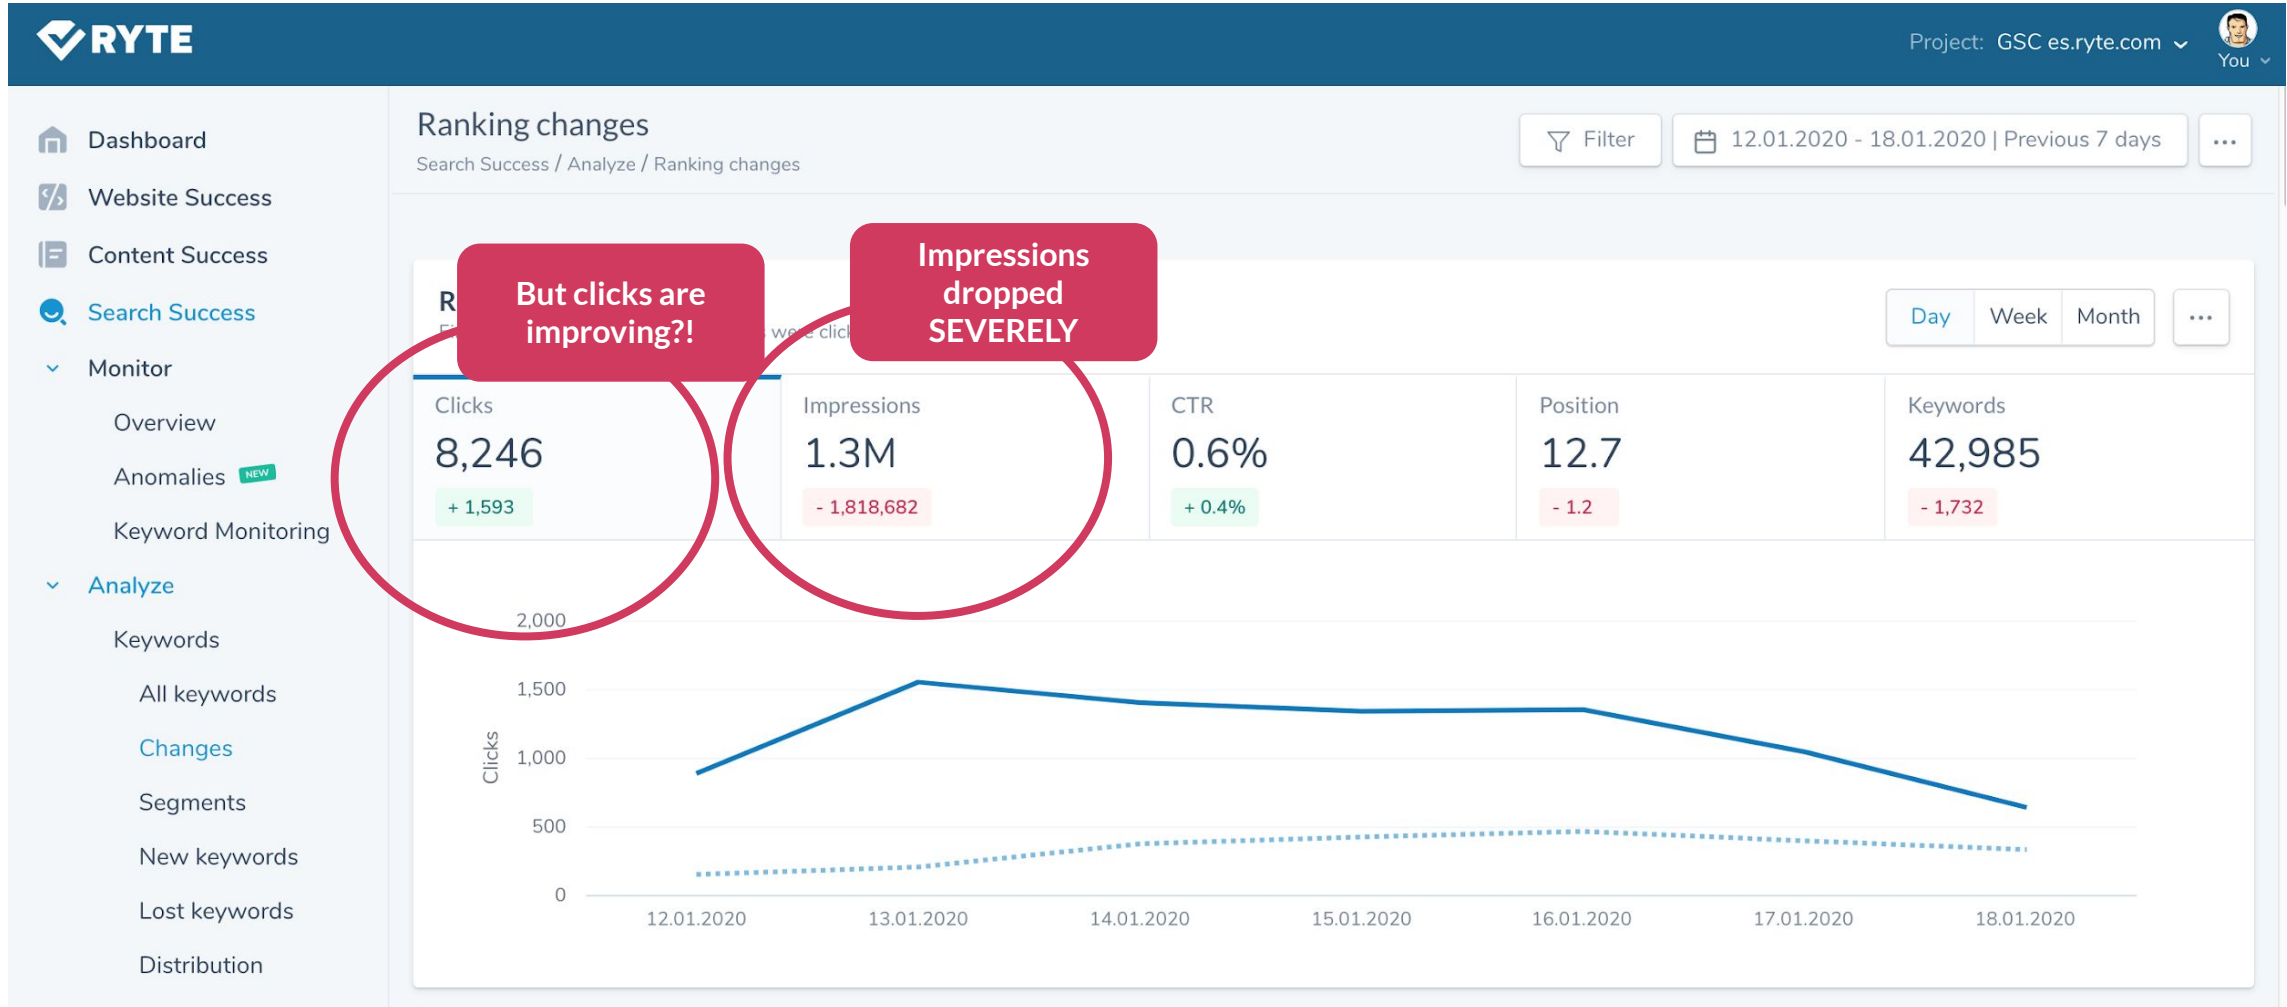 RYTE
Project: GSC es.ryte.com
You
Dashboard
Website Success
Content Success
Search Success
Monitor
Overview
Anomalies NEW
Keyword Monitoring
Analyze
Keywords
All keywords
Changes
Segments
New keywords
Lost keywords
Distribution
Ranking changes
Search Success / Analyze / Ranking changes
Filter
12.01.2020 - 18.01.2020 | Previous 7 days
But clicks are
improving?!
Impressions
dropped
SEVERELY
R
were clic
Day Week Month
Clicks
8,246
+ 1,593
Impressions
1.3M
- 1,818,682
CTR
0.6%
+ 0.4%
Position
12.7
- 1.2
Keywords
42,985
- 1,732
Clicks
2,000
1,500
1,000
500
0
12.01.2020 13.01.2020 14.01.2020 15.01.2020 16.01.2020 17.01.2020 18.01.2020